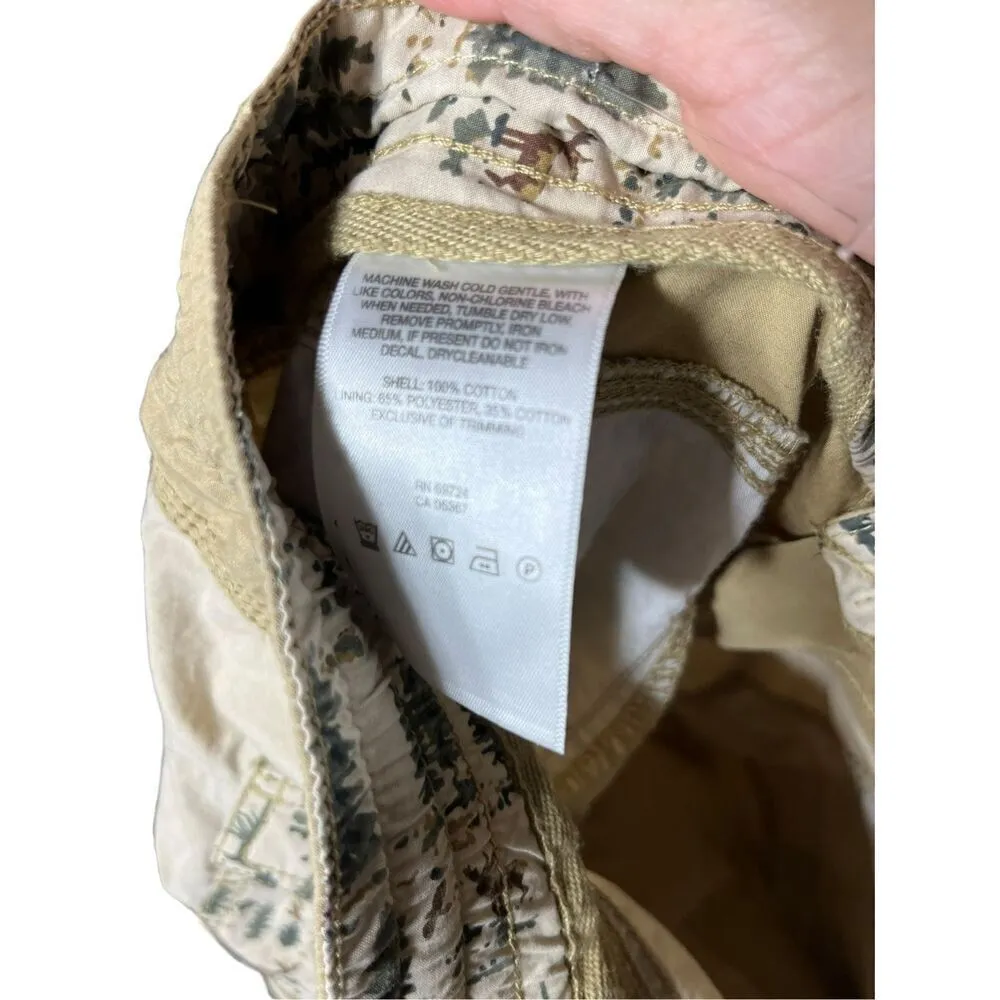 MACHINE WASH COLD GENTLE, WITH
LIKE COLORS, NON-CHLORINE BLEACH
WHEN NEEDED, TUMBLE DRY LOW
REMOVE PROMPTLY, IRON
MEDIUM, IF PRESENT DO NOT IRON
DECAL, DRYCLEANABLE
SHELL: 100% COTTON
LINING: 65% POLYESTER, 35% COTTON
EXCLUSIVE OF TRIMMING
RN 69724
CA 05367
P